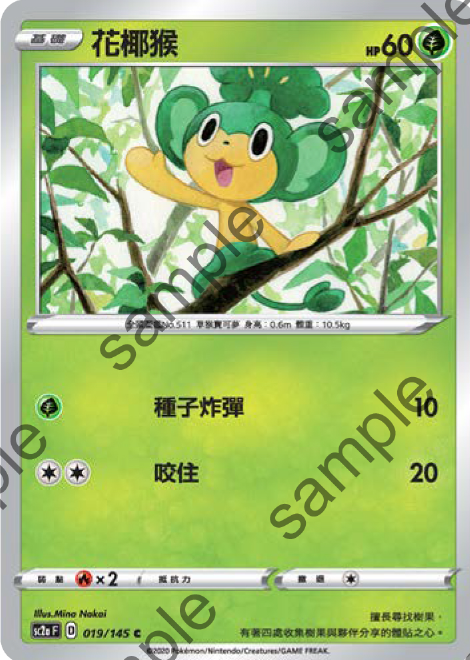 基礎 花椰猴 HP60
全國圖鑑No.511 草猴寶可夢 身高：0.6m 體重：10.5kg
種子炸彈 10
咬住 20
弱點 ×2 抵抗力 撤退
Illus.Mina Nakai
擅長尋找樹果，
sc2a F D 019/145 C
有著四處收集樹果與夥伴分享的體貼之心。
©2020 Pokémon/Nintendo/Creatures/GAME FREAK.
sample
sample
sample
sample
ple